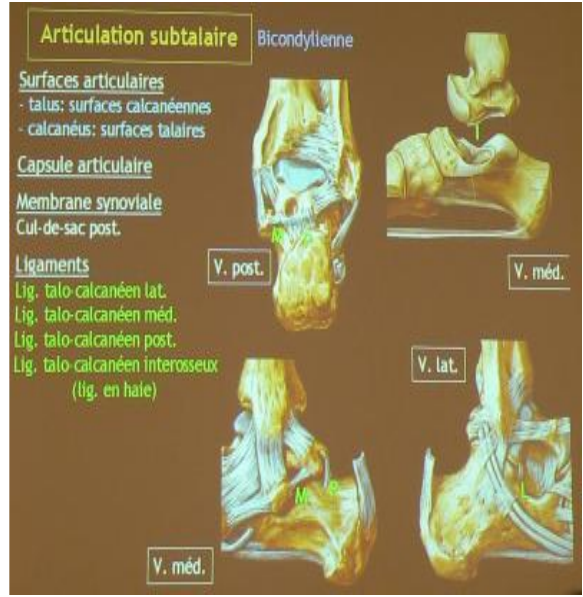 Articulation subtalaire
Bicondylienne
Surfaces articulaires
- talus: surfaces calcanéennes
- calcanéus: surfaces talaires
Capsule articulaire
Membrane synoviale
Cul-de-sac post.
Ligaments
Lig. talo-calcanéen lat.
Lig. talo-calcanéen méd.
Lig. talo-calcanéen post.
Lig. talo-calcanéen interosseux
(lig. en haie)
V. post.
I
V. méd.
V. lat.
M
P
V. méd.
L